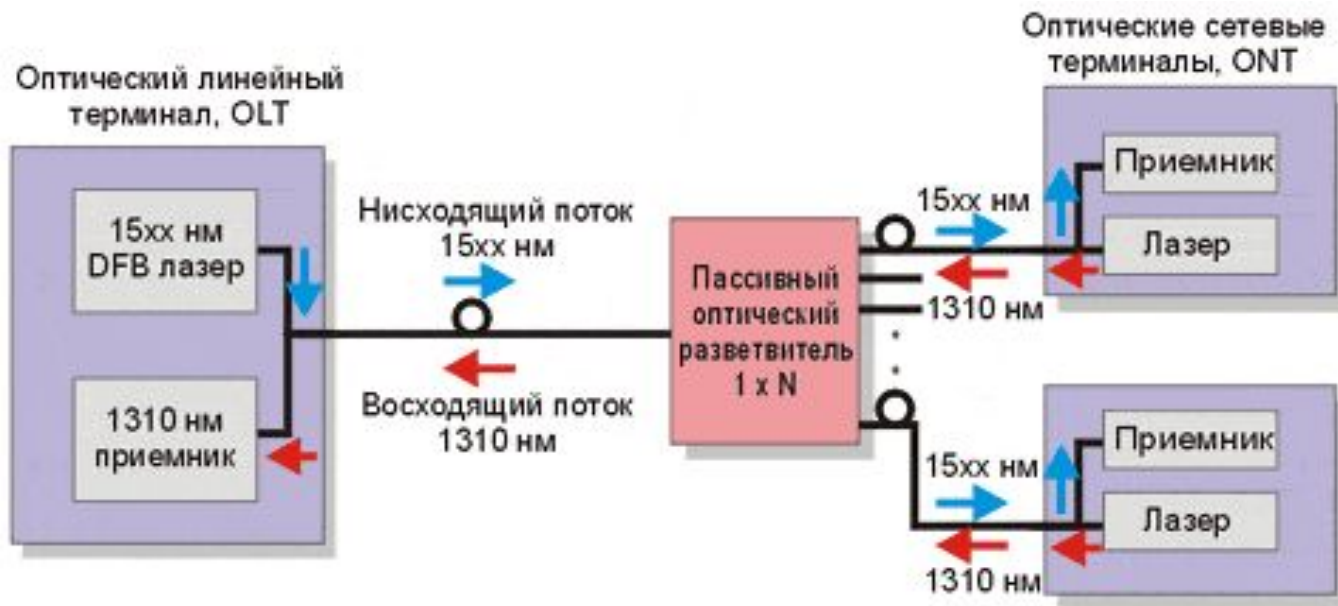 Оптический линейный
терминал, OLT
15xx нм
DFB лазер
1310 нм
приемник
Нисходящий поток
15xx нм
Восходящий поток
1310 нм
Пассивный
оптический
разветвитель
1 x N
Оптические сетевые
терминалы, ONT
15xx нм
1310 нм
Приемник
Лазер
15xx нм
1310 нм
Приемник
Лазер